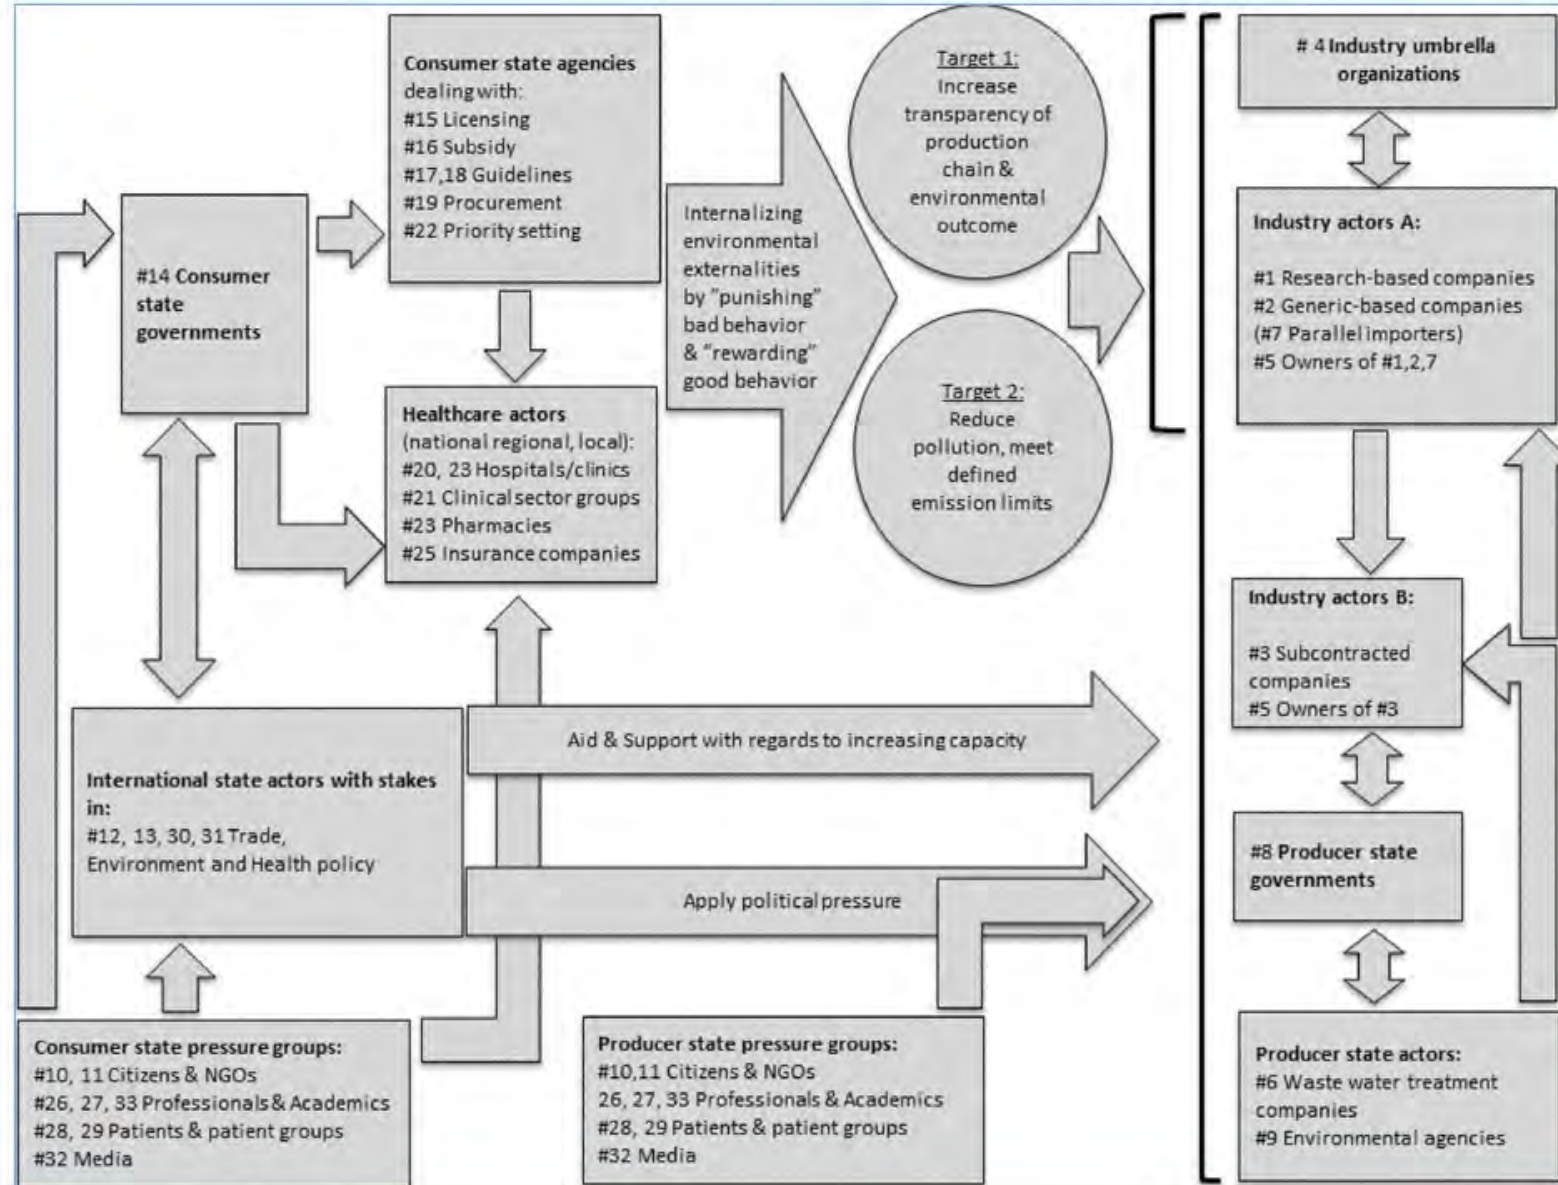 Consumer state agencies
dealing with:
#15 Licensing
#16 Subsidy
#17,18 Guidelines
#19 Procurement
#22 Priority setting
#14 Consumer
state
governments
Healthcare actors
(national regional, local):
#20, 23 Hospitals/clinics
#21 Clinical sector groups
#23 Pharmacies
#25 Insurance companies
Internalizing
environmental
externalities
by "punishing"
bad behavior
& "rewarding"
good behavior
Target 1:
Increase
transparency of
production
chain &
environmental
outcome
Target 2:
Reduce
pollution, meet
defined
emission limits
# 4 Industry umbrella
organizations
Industry actors A:
#1 Research-based companies
#2 Generic-based companies
(#7 Parallel importers)
#5 Owners of #1,2,7
Industry actors B:
#3 Subcontracted
companies
#5 Owners of #3
#8 Producer state
governments
Producer state actors:
#6 Waste water treatment
companies
#9 Environmental agencies
International state actors with stakes
in:
#12, 13, 30, 31 Trade,
Environment and Health policy
Aid & Support with regards to increasing capacity
Apply political pressure
Consumer state pressure groups:
#10, 11 Citizens & NGOs
#26, 27, 33 Professionals & Academics
#28, 29 Patients & patient groups
#32 Media
Producer state pressure groups:
#10,11 Citizens & NGOs
26, 27, 33 Professionals & Academics
#28, 29 Patients & patient groups
#32 Media